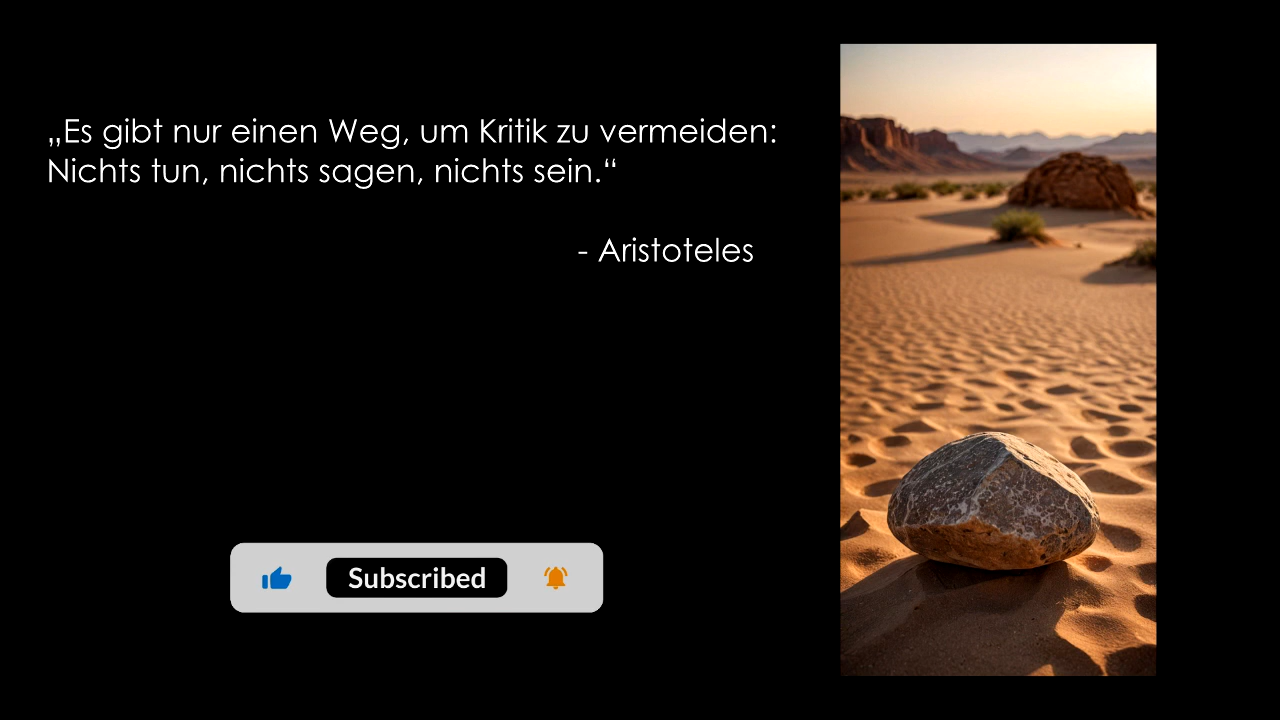 „Es gibt nur einen Weg, um Kritik zu vermeiden:
Nichts tun, nichts sagen, nichts sein.“
- Aristoteles
Subscribed